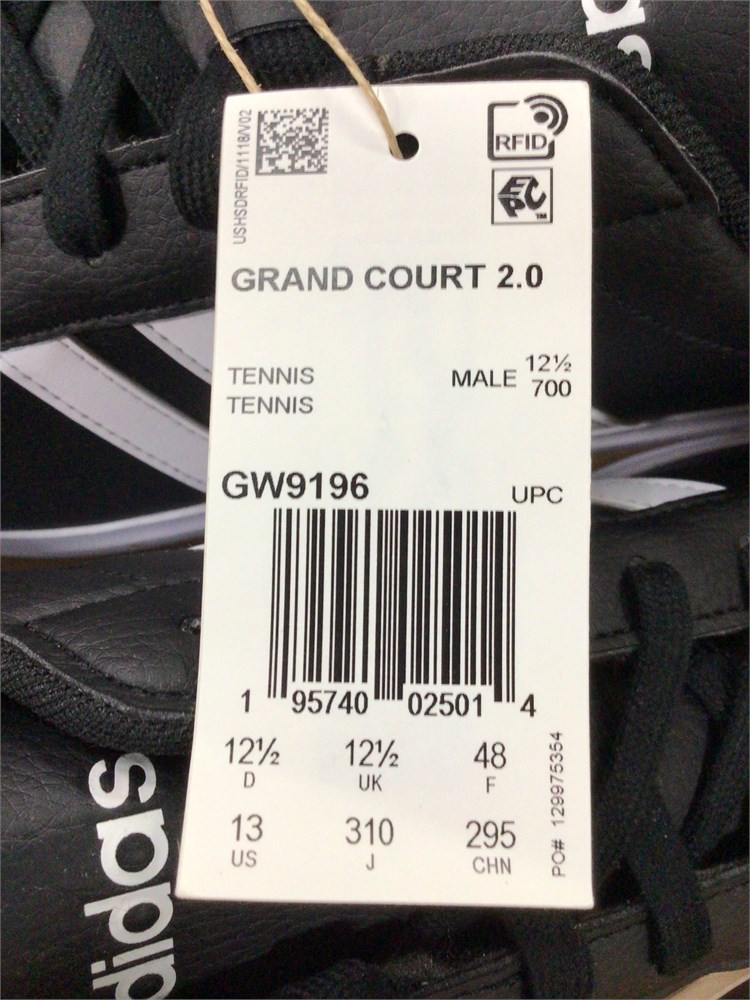 adidas
USHSDRFID/1118/V02
RFID
EPC™
GRAND COURT 2.0
TENNIS
TENNIS
MALE 12½
700
GW9196
UPC
1 95740 02501 4
12½ 12½ 48
D UK F
13 310 295
US J CHN
PO# 129975354
adidas